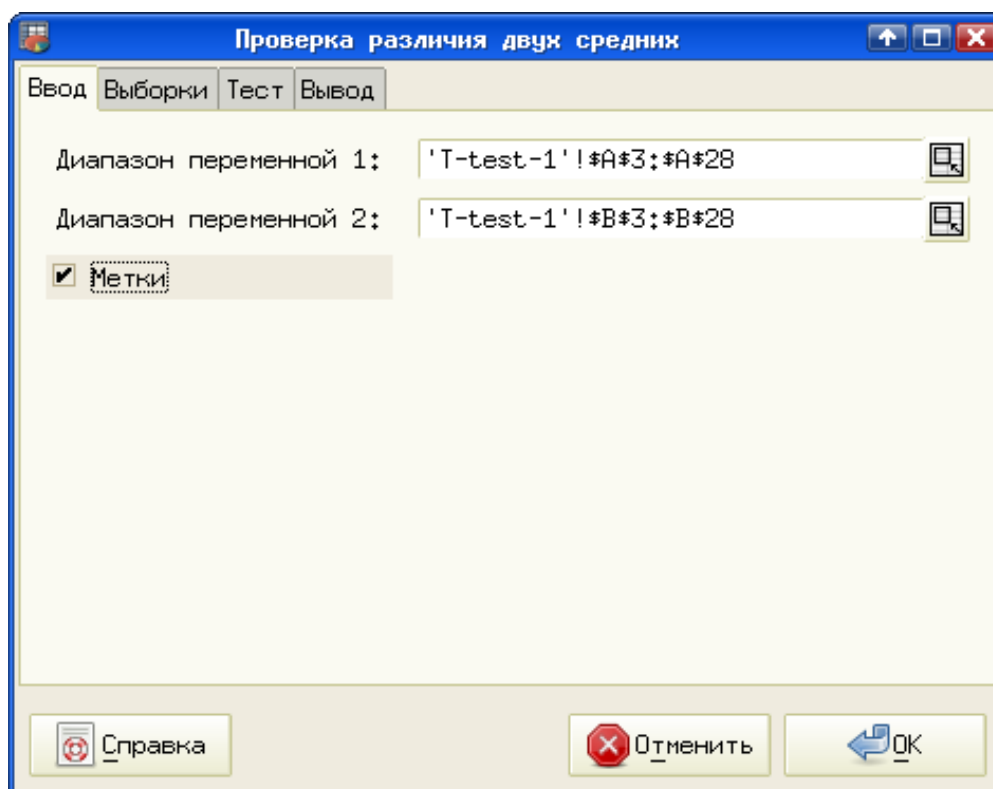 Проверка различия двух средних
Ввод Выборки Тест Вывод
Диапазон переменной 1: 'T-test-1'!$A$3:$A$28
Диапазон переменной 2: 'T-test-1'!$B$3:$B$28
Метки
Справка Отменить OK